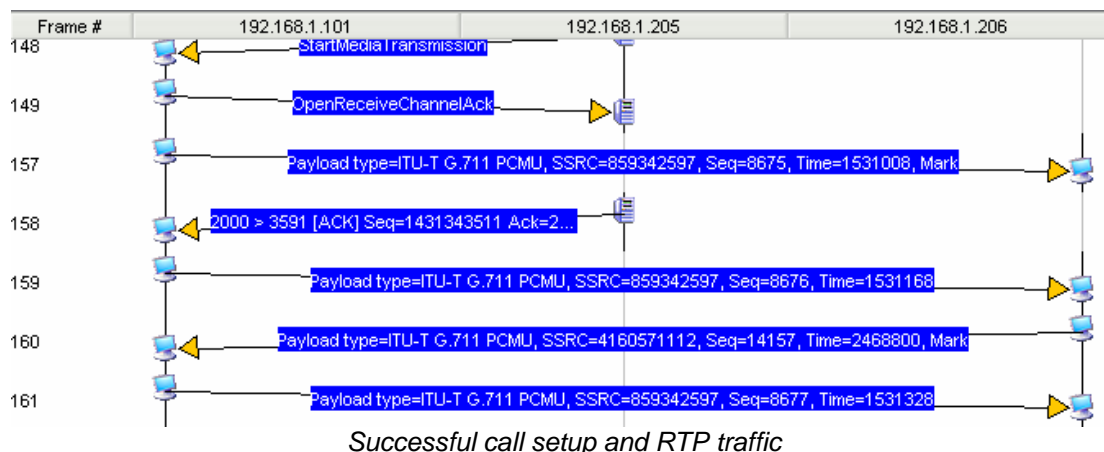 Frame # 192.168.1.101 192.168.1.205 192.168.1.206
148 StartMediaTransmission
149 OpenReceiveChannelAck
157 Payload type=ITU-T G.711 PCMU, SSRC=859342597, Seq=8675, Time=1531008, Mark
158 2000 > 3591 [ACK] Seq=1431343511 Ack=2...
159 Payload type=ITU-T G.711 PCMU, SSRC=859342597, Seq=8676, Time=1531168
160 Payload type=ITU-T G.711 PCMU, SSRC=4160571112, Seq=14157, Time=2468800, Mark
161 Payload type=ITU-T G.711 PCMU, SSRC=859342597, Seq=8677, Time=1531328
Successful call setup and RTP traffic